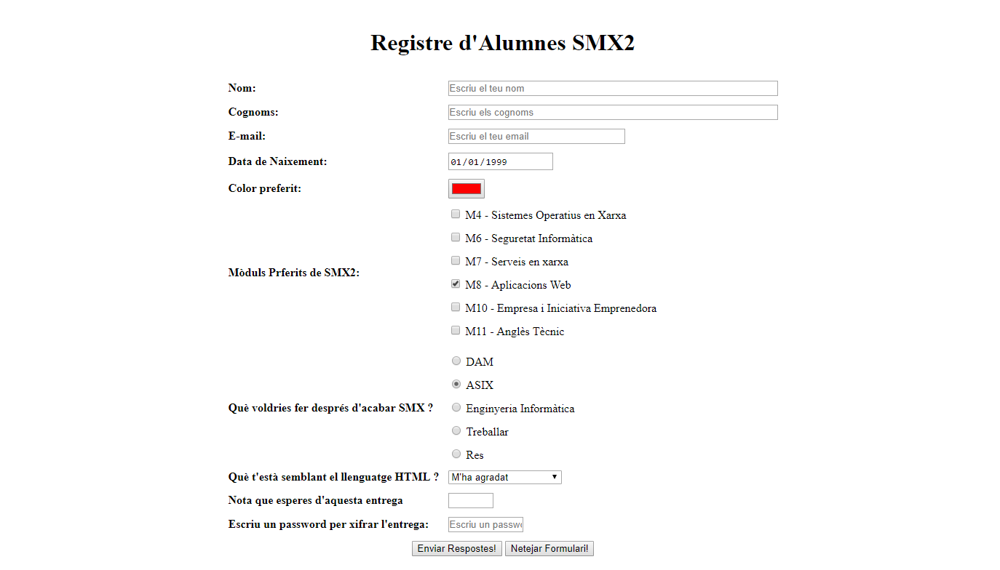 Registre d'Alumnes SMX2
Nom: Escriu el teu nom
Cognoms: Escriu els cognoms
E-mail: Escriu el teu email
Data de Naixement: 01/01/1999
Color preferit:
M4 - Sistemes Operatius en Xarxa
M6 - Seguretat Informàtica
M7 - Serveis en xarxa
Mòduls Prferits de SMX2:
M8 - Aplicacions Web
M10 - Empresa i Iniciativa Emprenedora
M11 - Anglès Tècnic
DAM
ASIX
Què voldries fer després d'acabar SMX ? Enginyeria Informàtica
Treballar
Res
Què t'està semblant el llenguatge HTML ? M'ha agradat
Nota que esperes d'aquesta entrega
Escriu un password per xifrar l'entrega: Escriu un passw
Enviar Respostes! Netejar Formulari!